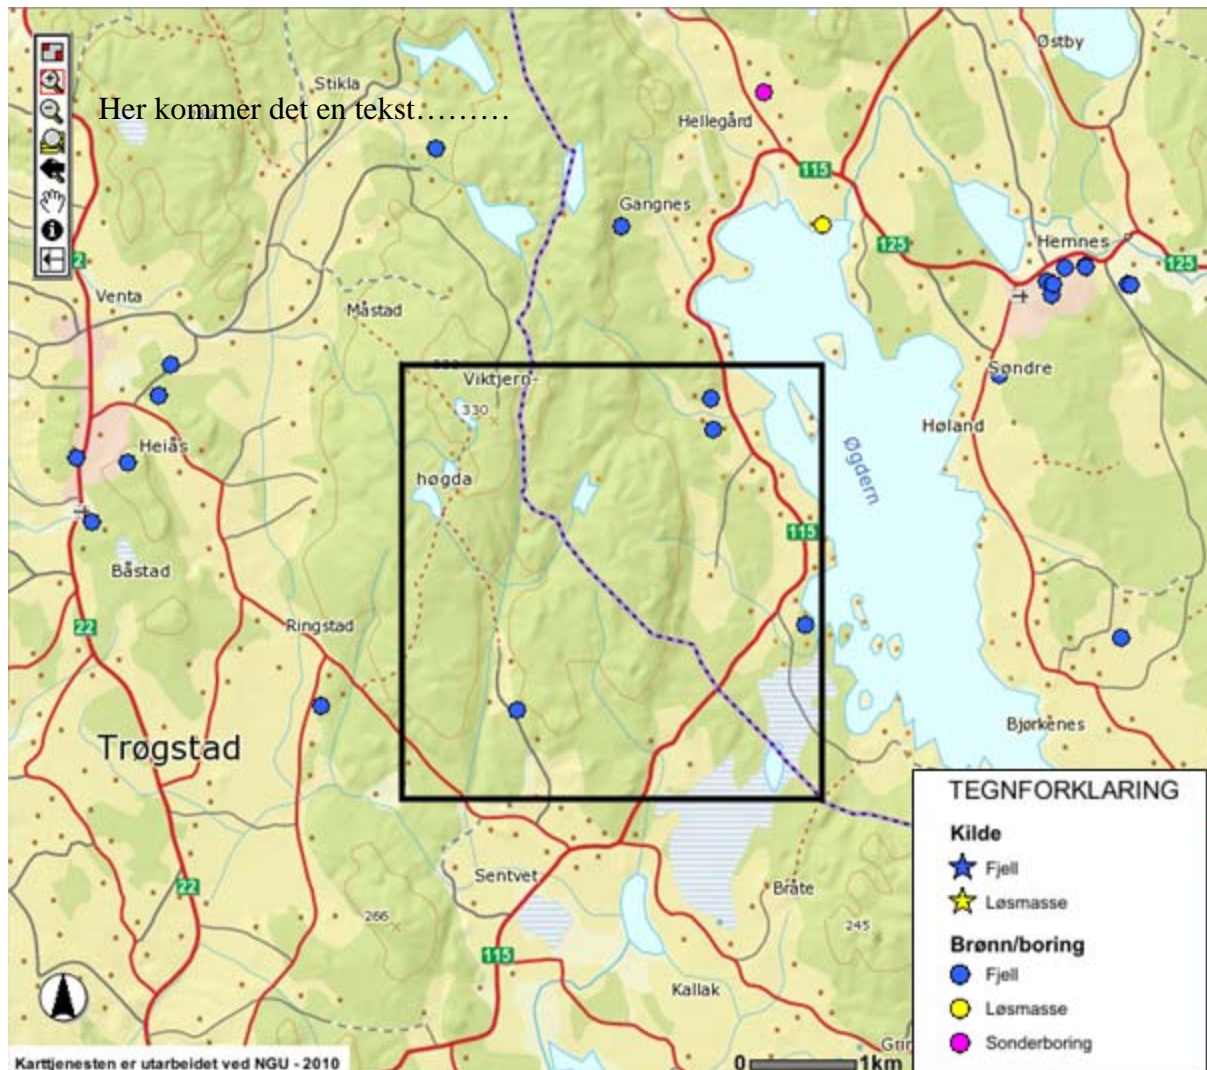 Østby
Stikla
Her kommer det en tekst………
Hellegård
115
Gangnes
125
Hemnes
125
2
Venta
Måstad
Viktjern-
330
Søndre
Høland
Øgdern
Heiås
høgda
115
Båstad
22
Ringstad
Bjørkenes
Trøgstad
TEGNFORKLARING
Kilde
Fjell
Løsmasse
Brønn/boring
Fjell
Løsmasse
Sonderboring
Sentvet
22
Bråte
266
245
115
Kallak
Karttjenesten er utarbeidet ved NGU - 2010
0 1km